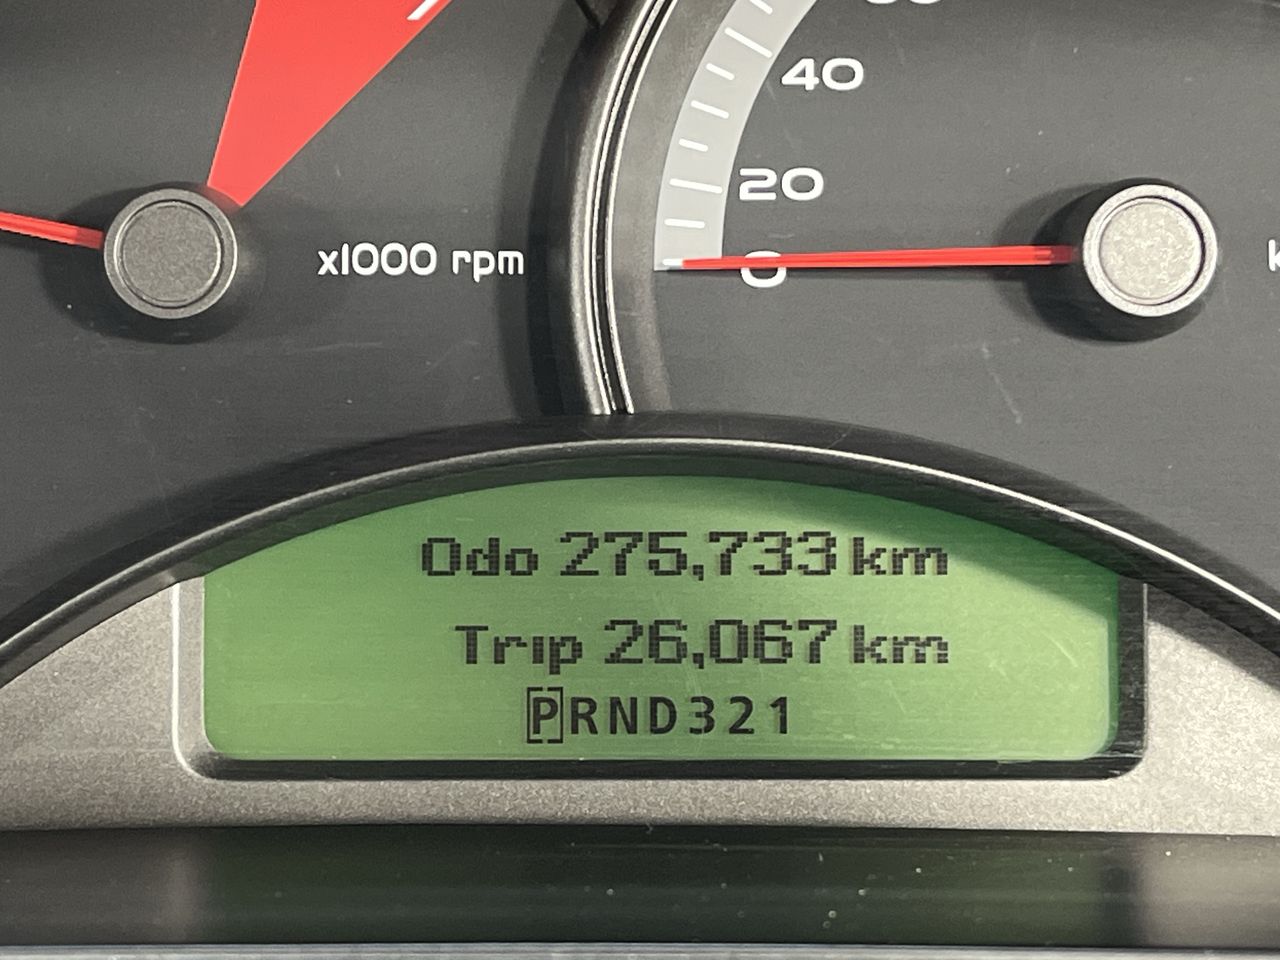 40
20
0
x1000 rpm
Odo 275,733 km
Trip 26,067 km
PRND321